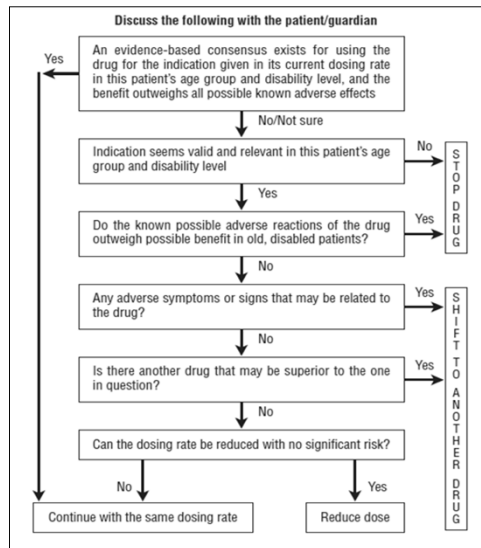 Discuss the following with the patient/guardian
Yes
An evidence-based consensus exists for using the
drug for the indication given in its current dosing rate
in this patient's age group and disability level, and the
benefit outweighs all possible known adverse effects
No/Not sure
Indication seems valid and relevant in this patient's age
group and disability level
No
STOP DRUG
Yes
Do the known possible adverse reactions of the drug
outweigh possible benefit in old, disabled patients?
Yes
No
Any adverse symptoms or signs that may be related to
the drug?
Yes
SHIFT TO ANOTHER DRUG
No
Is there another drug that may be superior to the one
in question?
Yes
No
Can the dosing rate be reduced with no significant risk?
No
Yes
Continue with the same dosing rate
Reduce dose